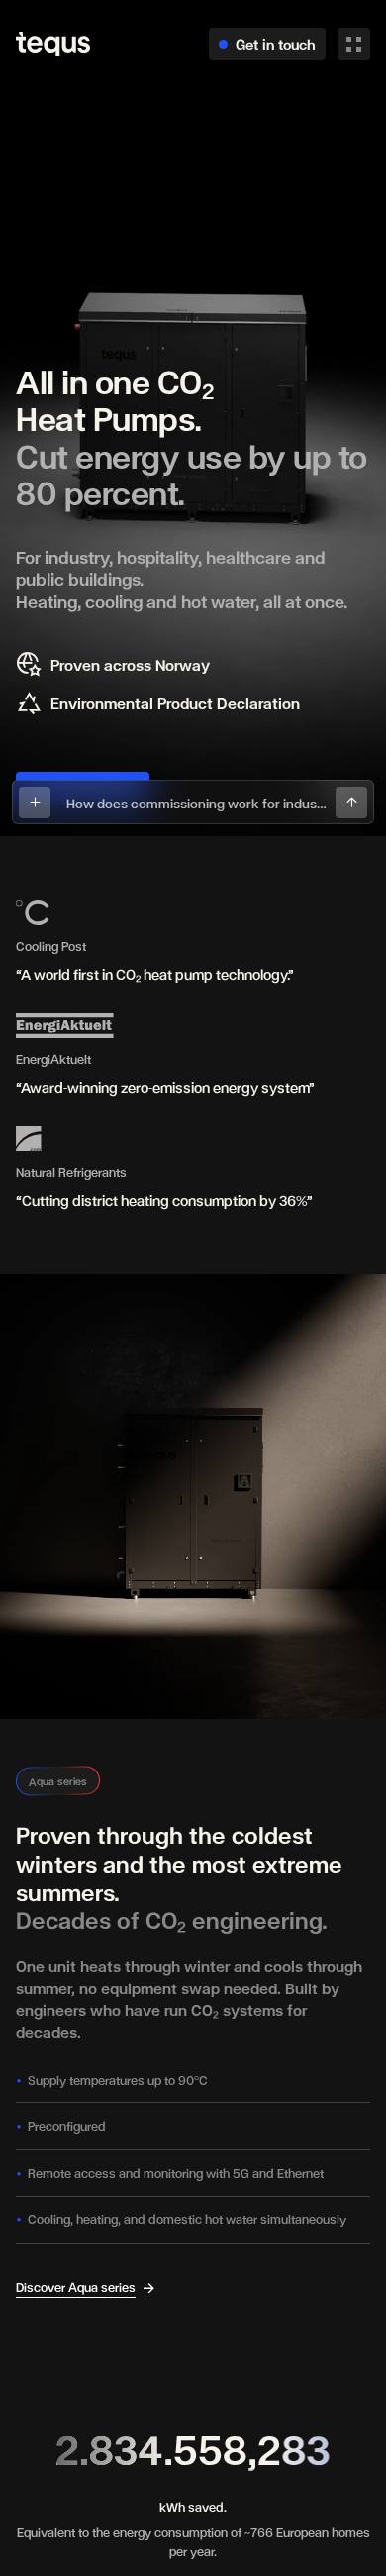 tequs
Get in touch
tequs
All in one CO₂
Heat Pumps.
Cut energy use by up to
80 percent.
For industry, hospitality, healthcare and
public buildings.
Heating, cooling and hot water, all at once.
Proven across Norway
Environmental Product Declaration
How does commissioning work for indus...
°C
Cooling Post
“A world first in CO₂ heat pump technology.”
EnergiAktuelt
EnergiAktuelt
“Award-winning zero-emission energy system”
Natural Refrigerants
“Cutting district heating consumption by 36%”
Aqua series
Proven through the coldest
winters and the most extreme
summers.
Decades of CO₂ engineering.
One unit heats through winter and cools through
summer, no equipment swap needed. Built by
engineers who have run CO₂ systems for
decades.
• Supply temperatures up to 90°C
• Preconfigured
• Remote access and monitoring with 5G and Ethernet
• Cooling, heating, and domestic hot water simultaneously
Discover Aqua series →
2.834.558,283
kWh saved.
Equivalent to the energy consumption of ~766 European homes
per year.